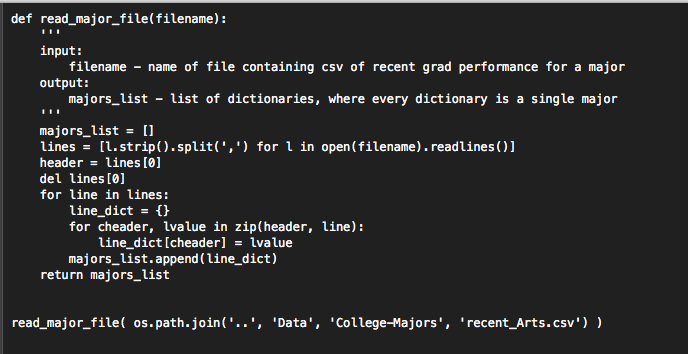 def read_major_file(filename):
    '''
    input:
        filename – name of file containing csv of recent grad performance for a major
    output:
        majors_list – list of dictionaries, where every dictionary is a single major
    '''
    majors_list = []
    lines = [l.strip().split(',') for l in open(filename).readlines()]
    header = lines[0]
    del lines[0]
    for line in lines:
        line_dict = {}
        for cheader, lvalue in zip(header, line):
            line_dict[cheader] = lvalue
        majors_list.append(line_dict)
    return majors_list
read_major_file( os.path.join('..', 'Data', 'College-Majors', 'recent_Arts.csv') )